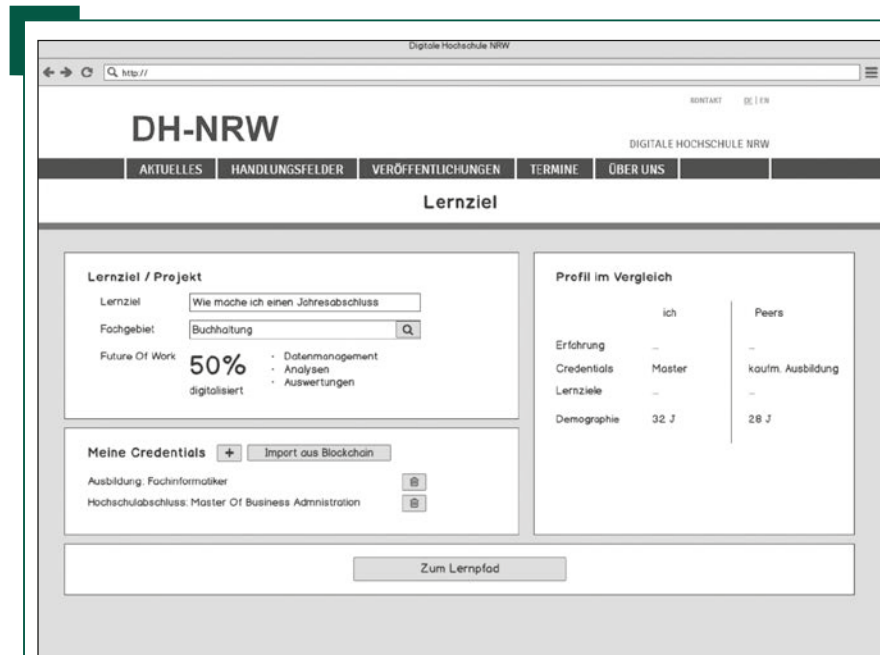 Digitale Hochschule NRW
http://
KONTAKT DE | EN
DH-NRW
DIGITALE HOCHSCHULE NRW
AKTUELLES HANDLUNGSFELDER VERÖFFENTLICHUNGEN TERMINE ÜBER UNS
Lernziel
Lernziel / Projekt
Lernziel Wie mache ich einen Jahresabschluss
Fachgebiet Buchhaltung
Future Of Work 50% digitalisiert
· Datenmanagement
· Analysen
· Auswertungen
Meine Credentials + Import aus Blockchain
Ausbildung: Fachinformatiker
Hochschulabschluss: Master Of Business Admnistration
Profil im Vergleich
ich Peers
Erfahrung ... ...
Credentials Master kaufm. Ausbildung
Lernziele ... ...
Demographie 32 J 28 J
Zum Lernpfad